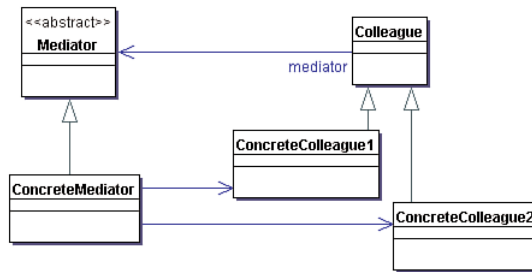 <<abstract>>
Mediator
Colleague
mediator
ConcreteColleague1
ConcreteMediator
ConcreteColleague2